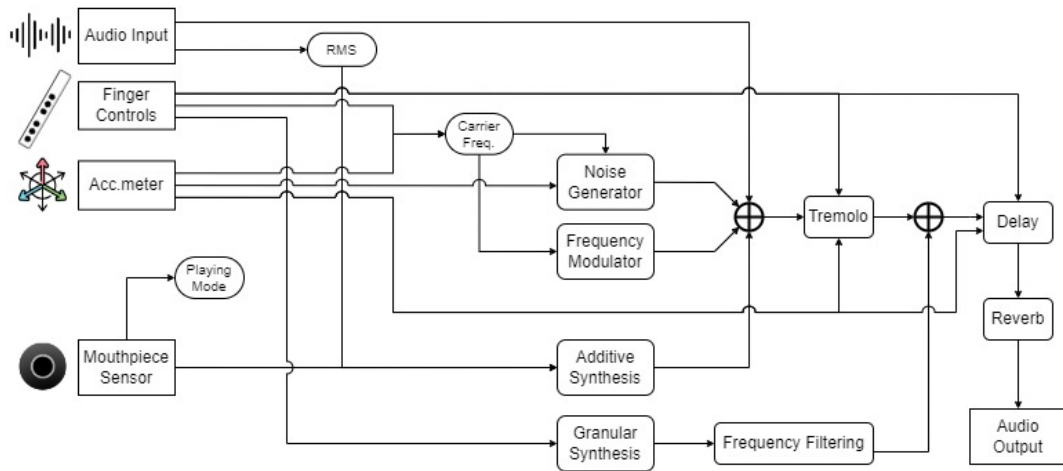 Audio Input
RMS
Finger
Controls
Carrier
Freq.
Acc.meter
Noise
Generator
Tremolo
Delay
Frequency
Modulator
Playing
Mode
Reverb
Mouthpiece
Sensor
Additive
Synthesis
Granular
Synthesis
Frequency Filtering
Audio
Output